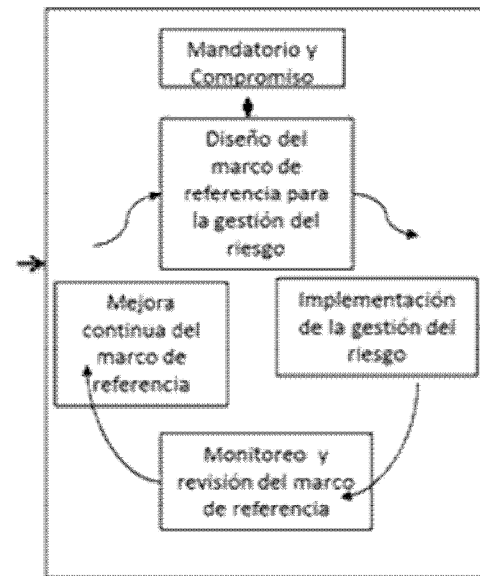 Mandatorio y
Compromiso
Diseño del
marco de
referencia para
la gestión del
riesgo
Mejora
continua del
marco de
referencia
Implementación
de la gestión del
riesgo
Monitoreo y
revisión del marco
de referencia